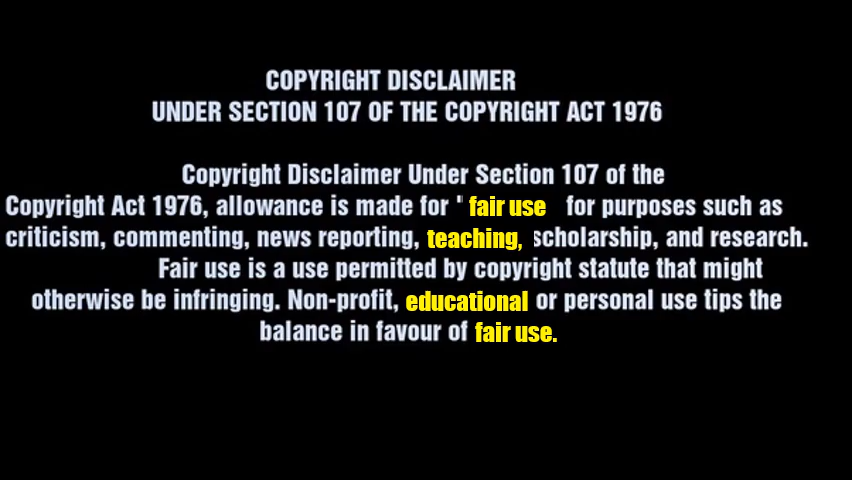 COPYRIGHT DISCLAIMER
UNDER SECTION 107 OF THE COPYRIGHT ACT 1976
Copyright Disclaimer Under Section 107 of the
Copyright Act 1976, allowance is made for " fair use for purposes such as
criticism, commenting, news reporting, teaching, scholarship, and research.
Fair use is a use permitted by copyright statute that might
otherwise be infringing. Non-profit, educational or personal use tips the
balance in favour of fair use.